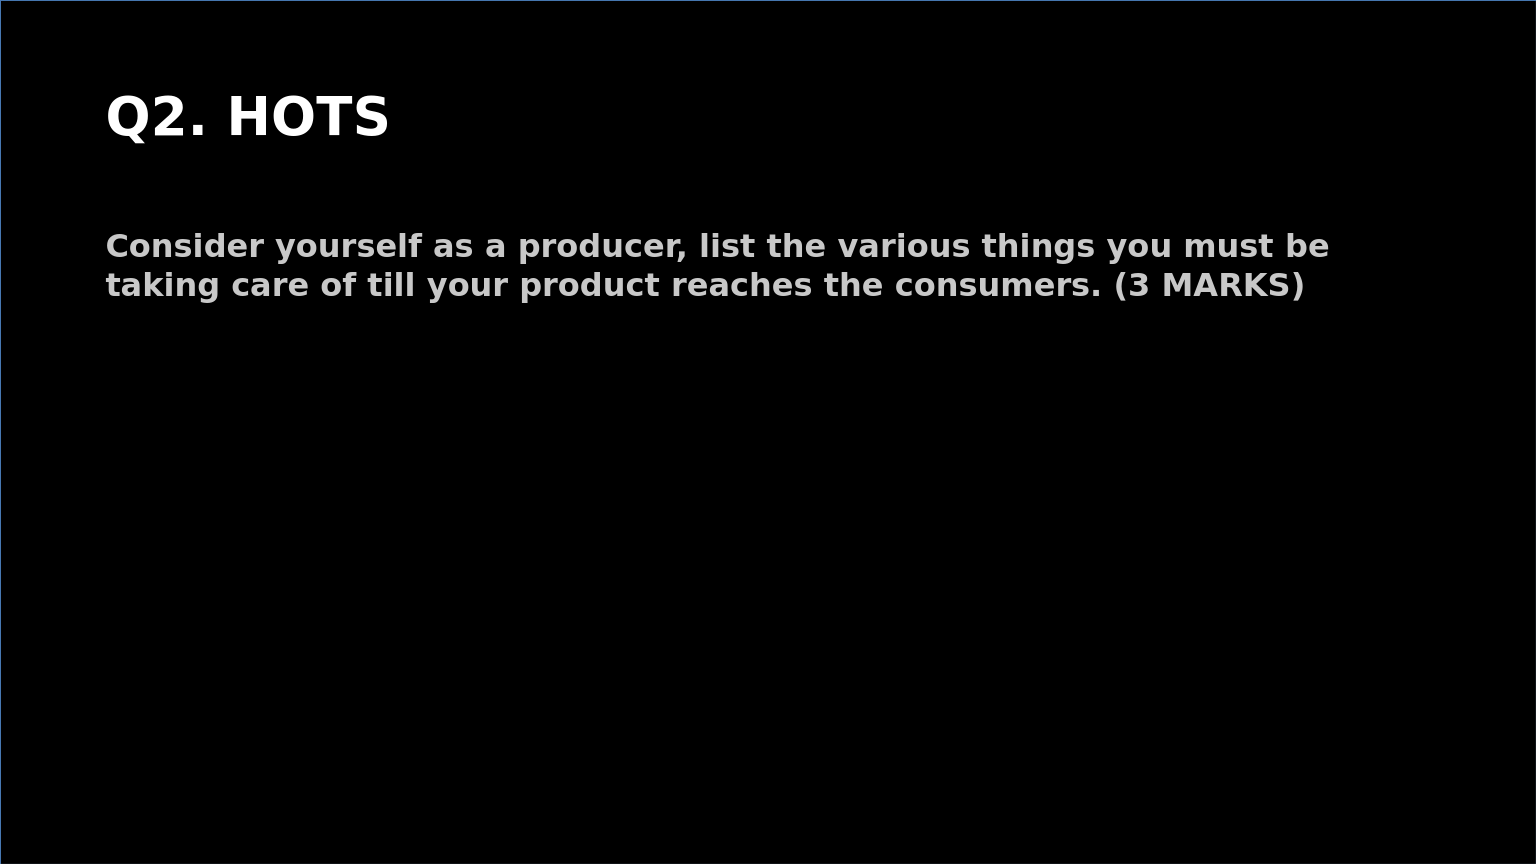 Q2. HOTS
Consider yourself as a producer, list the various things you must be
taking care of till your product reaches the consumers. (3 MARKS)